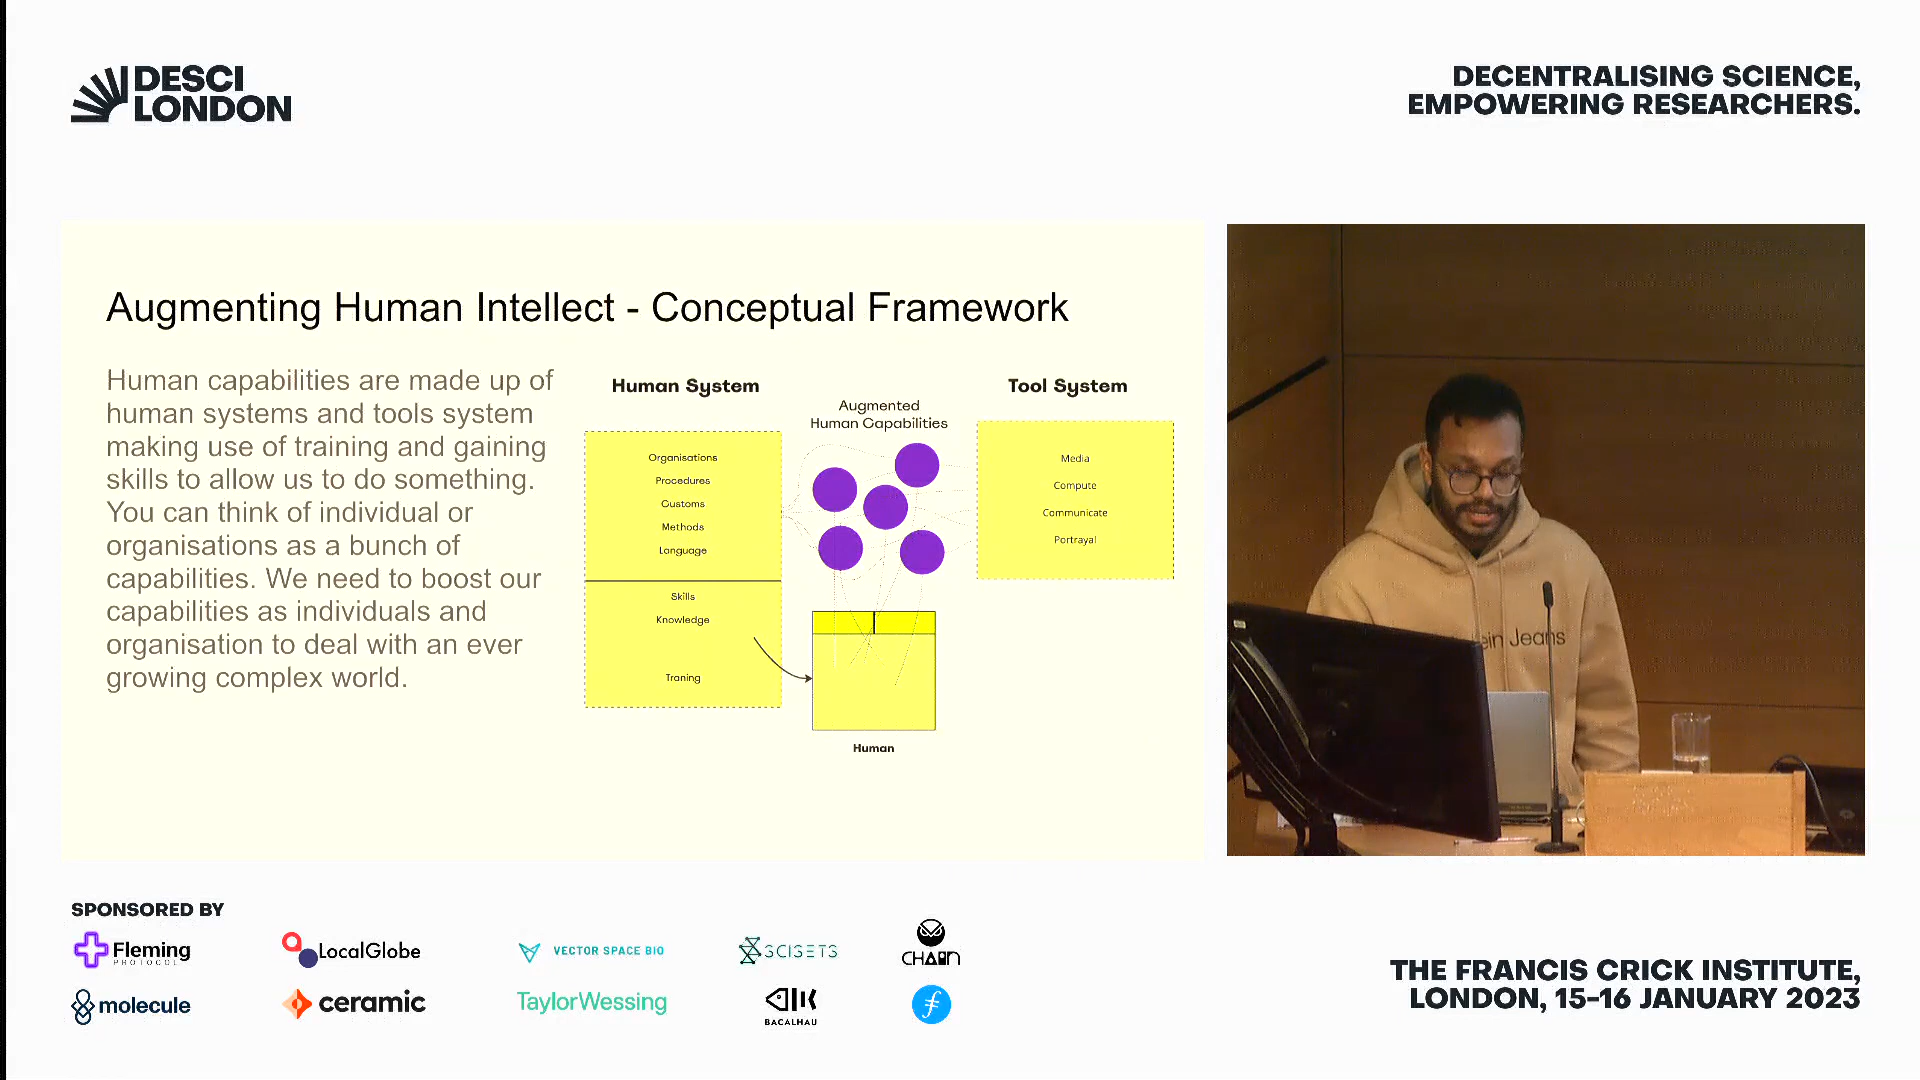 DESCI
LONDON
DECENTRALISING SCIENCE,
EMPOWERING RESEARCHERS.
Augmenting Human Intellect - Conceptual Framework
Human capabilities are made up of
human systems and tools system
making use of training and gaining
skills to allow us to do something.
You can think of individual or
organisations as a bunch of
capabilities. We need to boost our
capabilities as individuals and
organisation to deal with an ever
growing complex world.
Human System
Organisations
Procedures
Customs
Methods
Language
Skills
Knowledge
Traning
Augmented
Human Capabilities
Human
Tool System
Media
Compute
Communicate
Portrayal
ein Jeans
SPONSORED BY
Fleming
PROTOCOL
LocalGlobe
VECTOR SPACE BIO
SCISETS
CHAIN
molecule
ceramic
TaylorWessing
BACALHAU
THE FRANCIS CRICK INSTITUTE,
LONDON, 15-16 JANUARY 2023